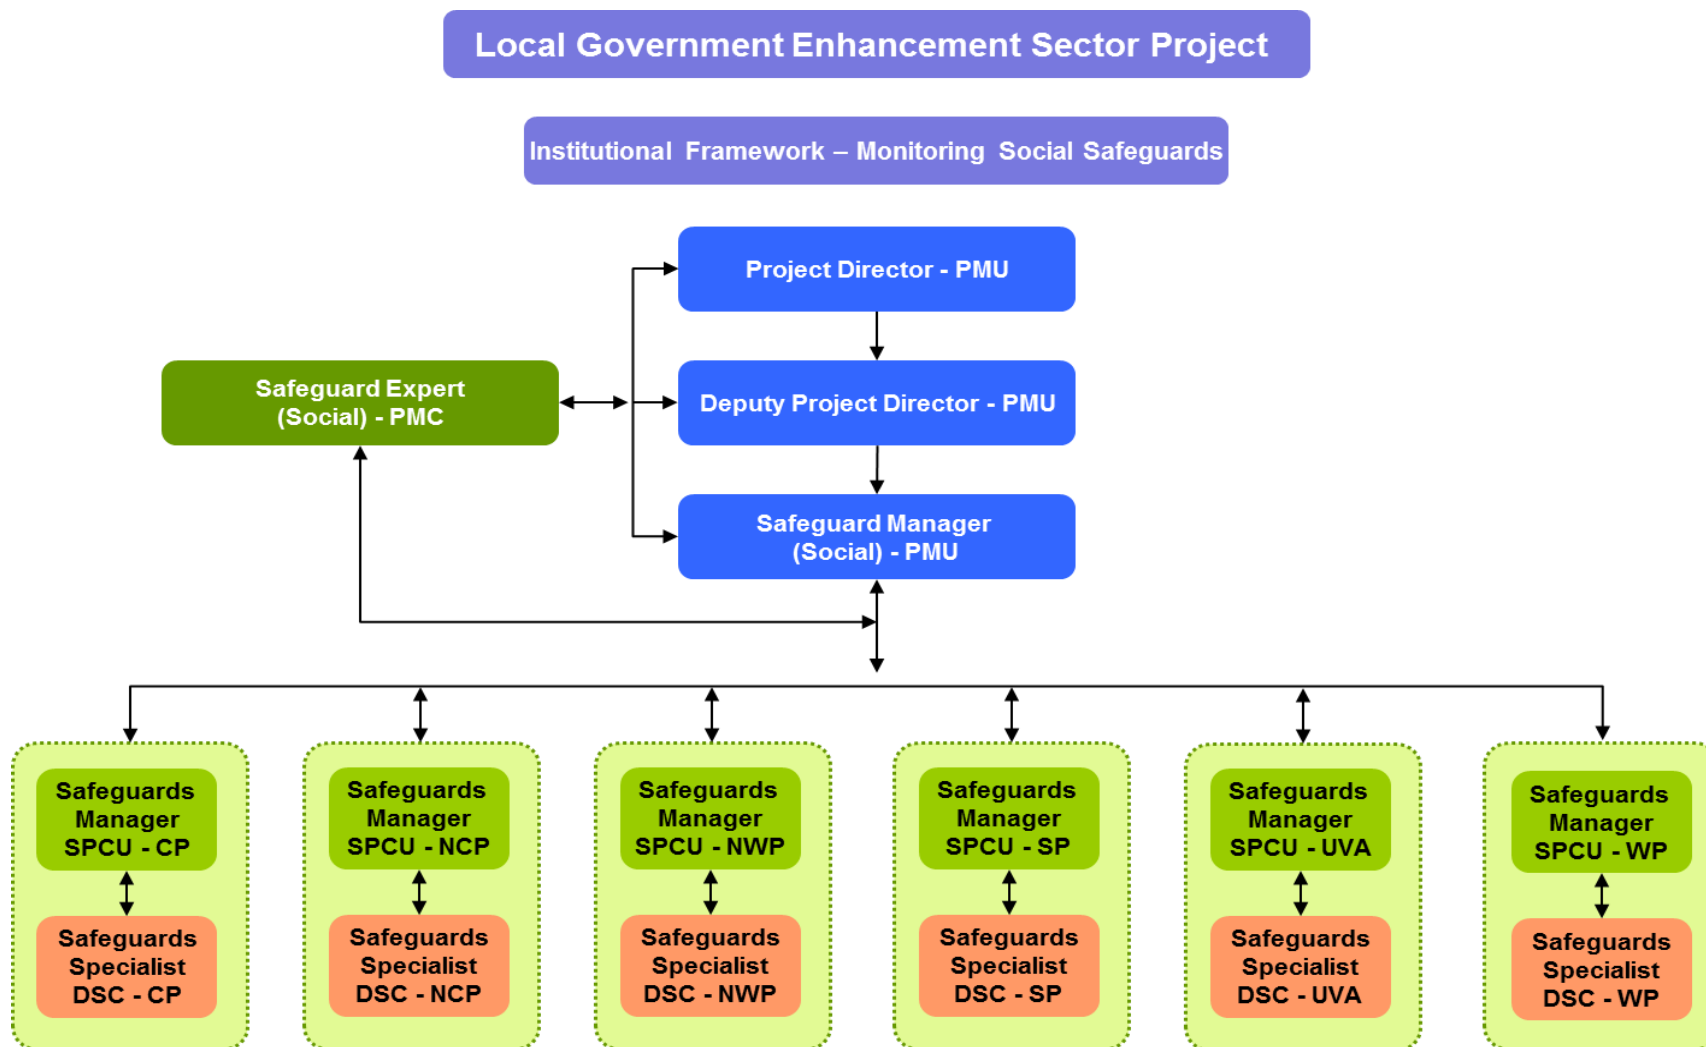 Local Government Enhancement Sector Project
Institutional Framework – Monitoring Social Safeguards
Project Director - PMU
Safeguard Expert
(Social) - PMC
Deputy Project Director - PMU
Safeguard Manager
(Social) - PMU
Safeguards
Manager
SPCU - CP
Safeguards
Manager
SPCU - NCP
Safeguards
Manager
SPCU - NWP
Safeguards
Manager
SPCU - SP
Safeguards
Manager
SPCU - UVA
Safeguards
Manager
SPCU - WP
Safeguards
Specialist
DSC - CP
Safeguards
Specialist
DSC - NCP
Safeguards
Specialist
DSC - NWP
Safeguards
Specialist
DSC - SP
Safeguards
Specialist
DSC - UVA
Safeguards
Specialist
DSC - WP